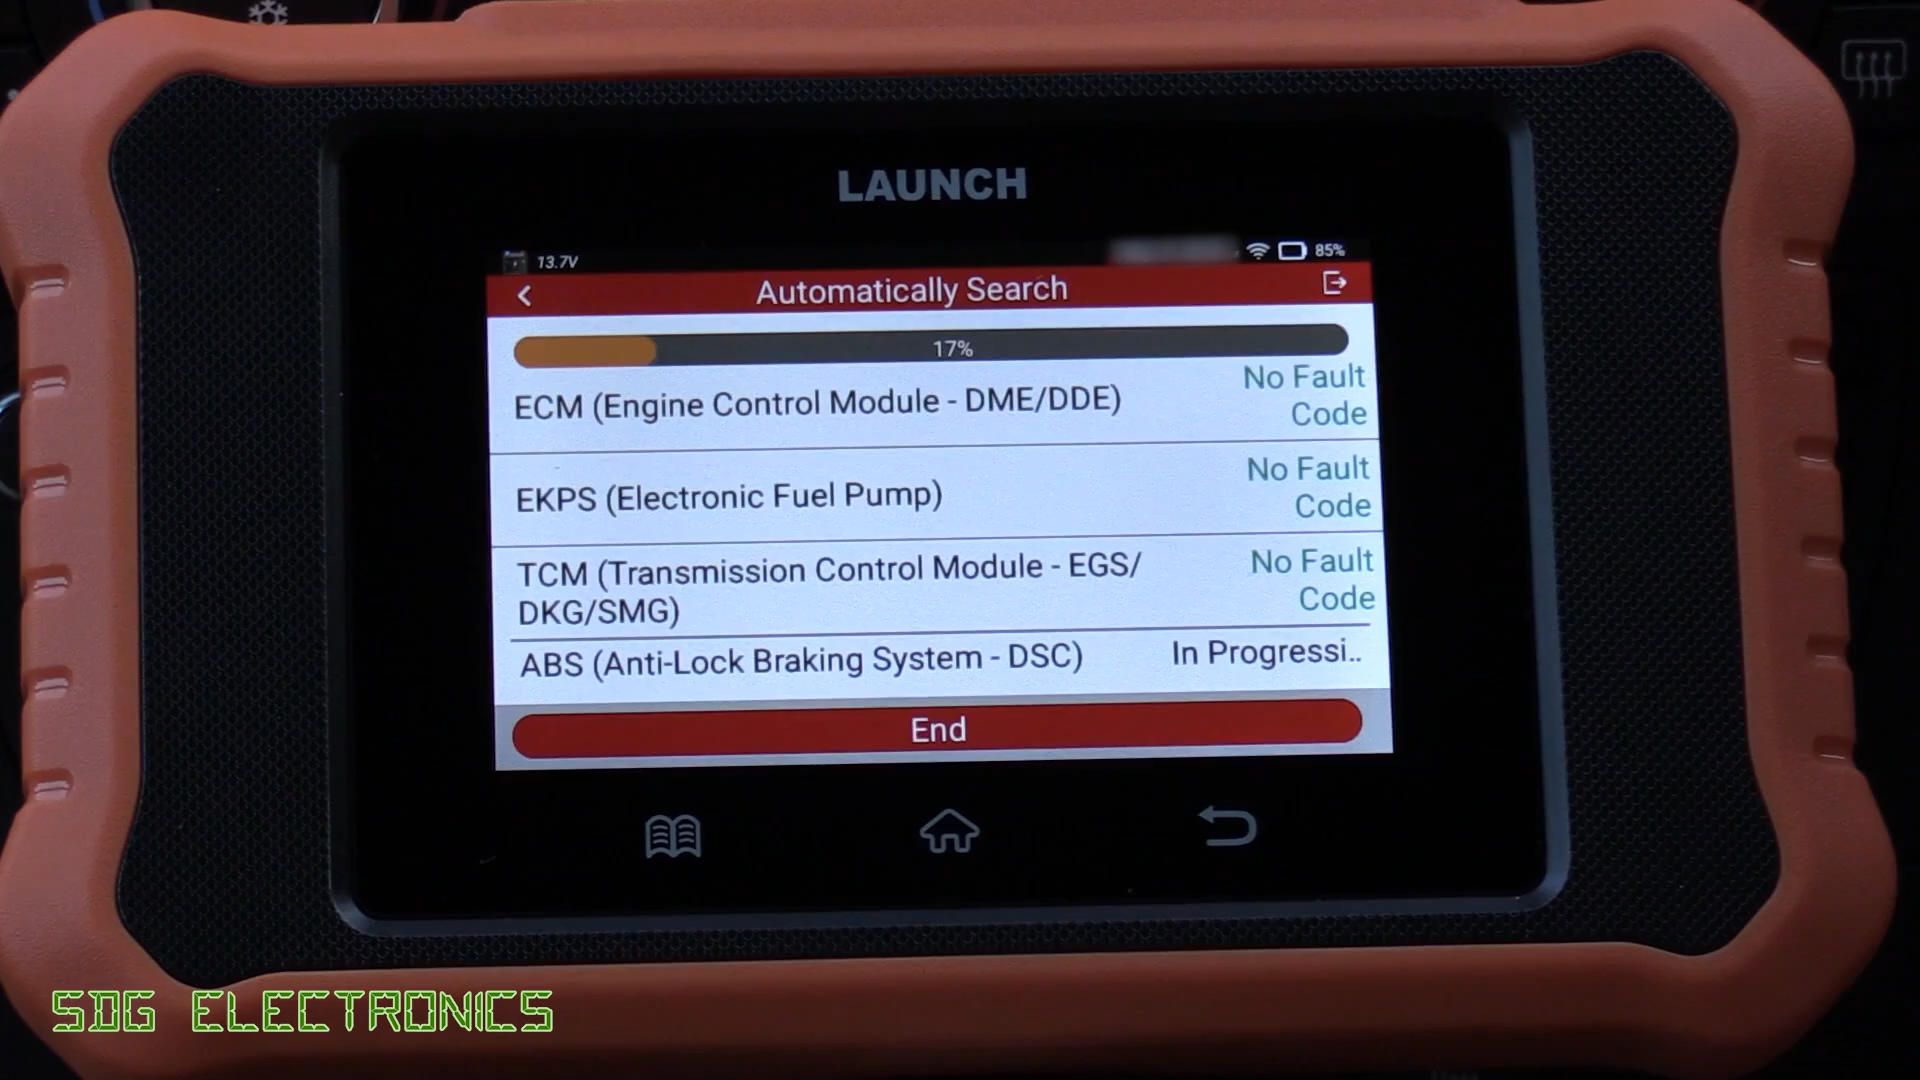 LAUNCH
13.7V
85%
Automatically Search
17%
ECM (Engine Control Module - DME/DDE)
No Fault
Code
EKPS (Electronic Fuel Pump)
No Fault
Code
TCM (Transmission Control Module - EGS/
DKG/SMG)
No Fault
Code
ABS (Anti-Lock Braking System - DSC)
In Progressi..
End
SDG ELECTRONICS